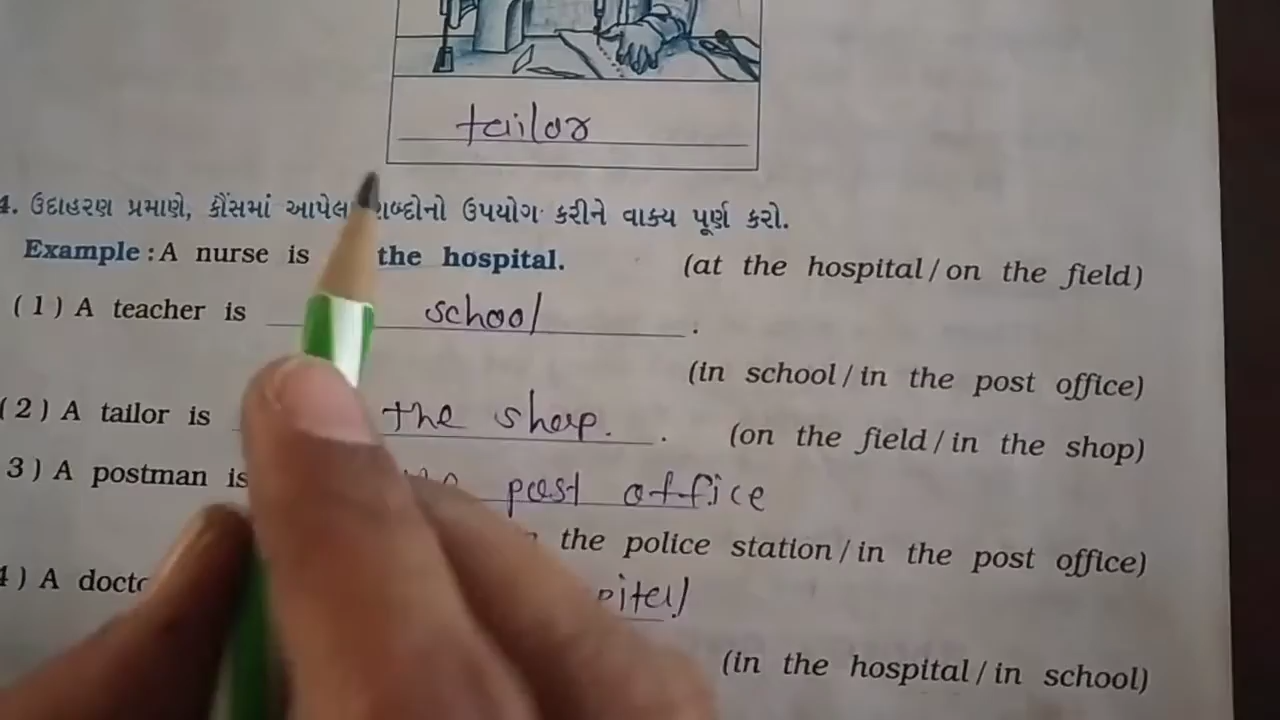 tailor
4. ઉદાહરણ પ્રમાણે, કૌંસમાં આપેલા શબ્દોનો ઉપયોગ કરીને વાક્ય પૂર્ણ કરો.
Example : A nurse is the hospital. (at the hospital / on the field)
(1) A teacher is school .
(in school / in the post office)
(2) A tailor is the shop. . (on the field / in the shop)
3) A postman is post office
the police station / in the post office)
4) A
(in the hospital / in school)